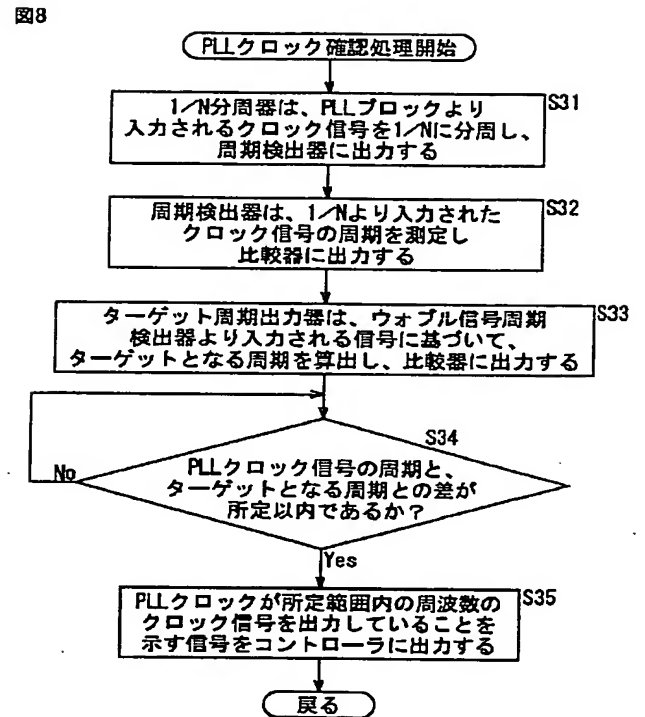 図8
PLLクロック確認処理開始
S31
1/N分周器は、PLLブロックより
入力されるクロック信号を1/Nに分周し、
周期検出器に出力する
S32
周期検出器は、1/Nより入力された
クロック信号の周期を測定し
比較器に出力する
S33
ターゲット周期出力器は、ウォブル信号周期
検出器より入力される信号に基づいて、
ターゲットとなる周期を算出し、比較器に出力する
S34
PLLクロック信号の周期と、
ターゲットとなる周期との差が
所定以内であるか?
No
Yes
S35
PLLクロックが所定範囲内の周波数の
クロック信号を出力していることを
示す信号をコントローラに出力する
戻る